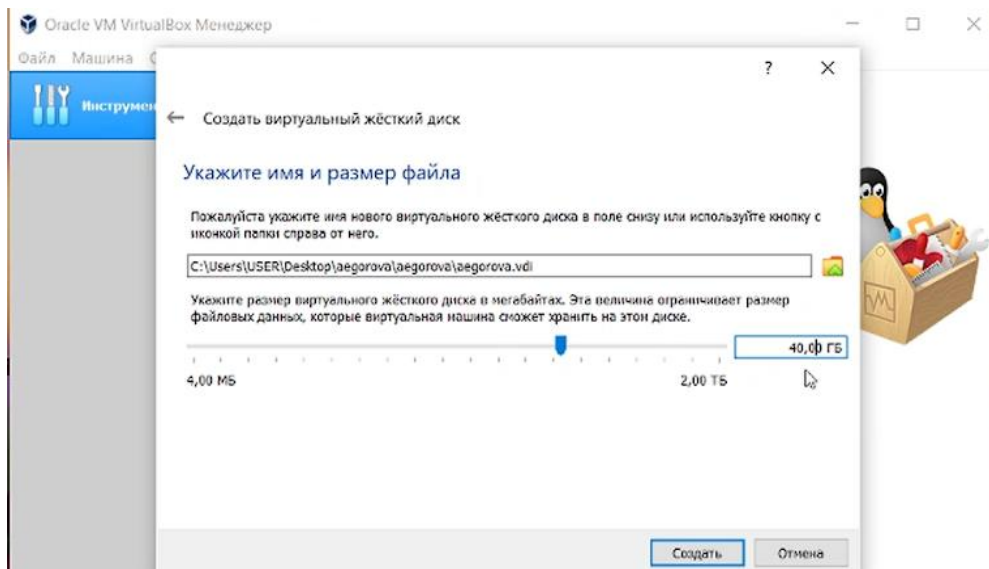 Oracle VM VirtualBox Менеджер
Файл Машина С
? 
Инструмен
← Создать виртуальный жёсткий диск
Укажите имя и размер файла
Пожалуйста укажите имя нового виртуального жёсткого диска в поле снизу или используйте кнопку с
иконкой папки справа от него.
C:\Users\USER\Desktop\aegorova\aegorova\aegorova.vdi
Укажите размер виртуального жёсткого диска в мегабайтах. Эта величина ограничивает размер
файловых данных, которые виртуальная машина сможет хранить на этом диске.
40,00 ГБ
4,00 МБ 2,00 ТБ
Создать Отмена